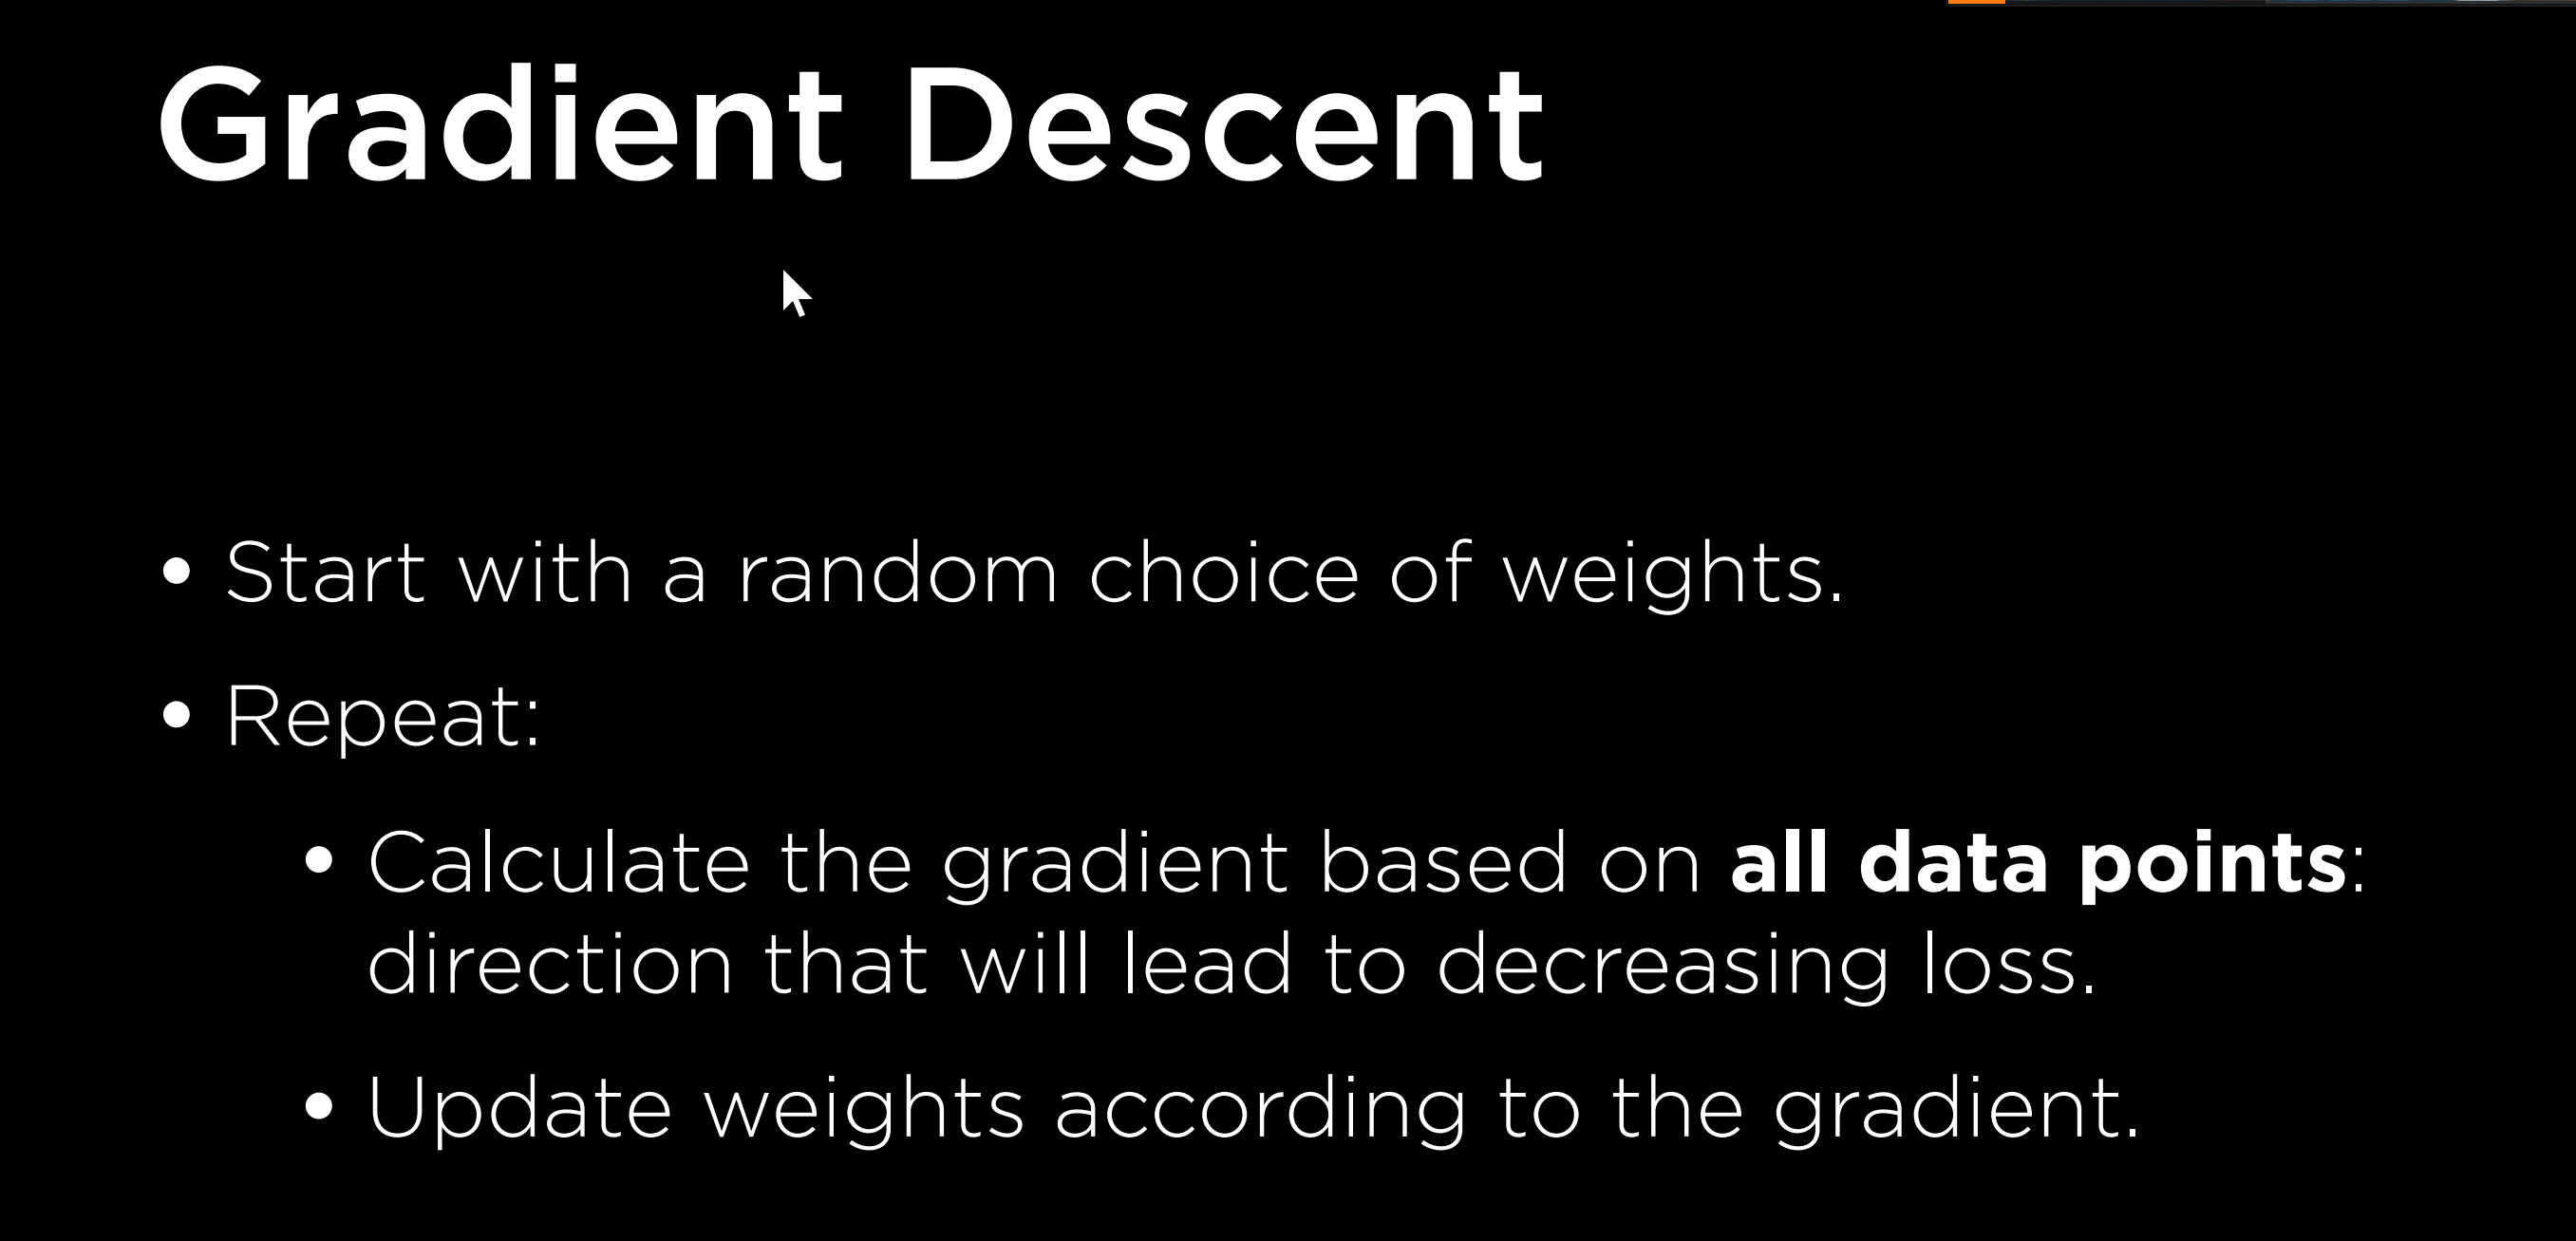 Gradient Descent
• Start with a random choice of weights.
• Repeat:
• Calculate the gradient based on all data points:
direction that will lead to decreasing loss.
• Update weights according to the gradient.